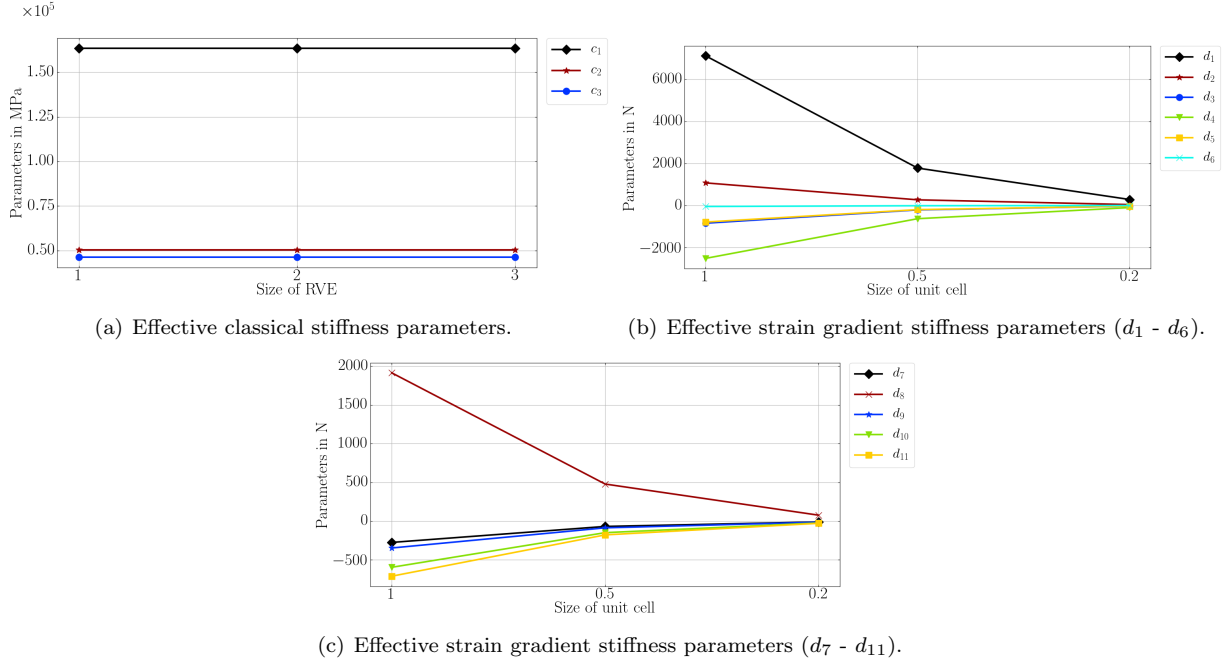 ×10⁵
1.50
1.25
1.00
0.75
0.50
Parameters in MPa
1 2 3
Size of RVE
c₁
c₂
c₃
(a) Effective classical stiffness parameters.
6000
4000
2000
0
−2000
Parameters in N
1 0.5 0.2
Size of unit cell
d₁
d₂
d₃
d₄
d₅
d₆
(b) Effective strain gradient stiffness parameters (d₁ - d₆).
2000
1500
1000
500
0
−500
Parameters in N
1 0.5 0.2
Size of unit cell
d₇
d₈
d₉
d₁₀
d₁₁
(c) Effective strain gradient stiffness parameters (d₇ - d₁₁).